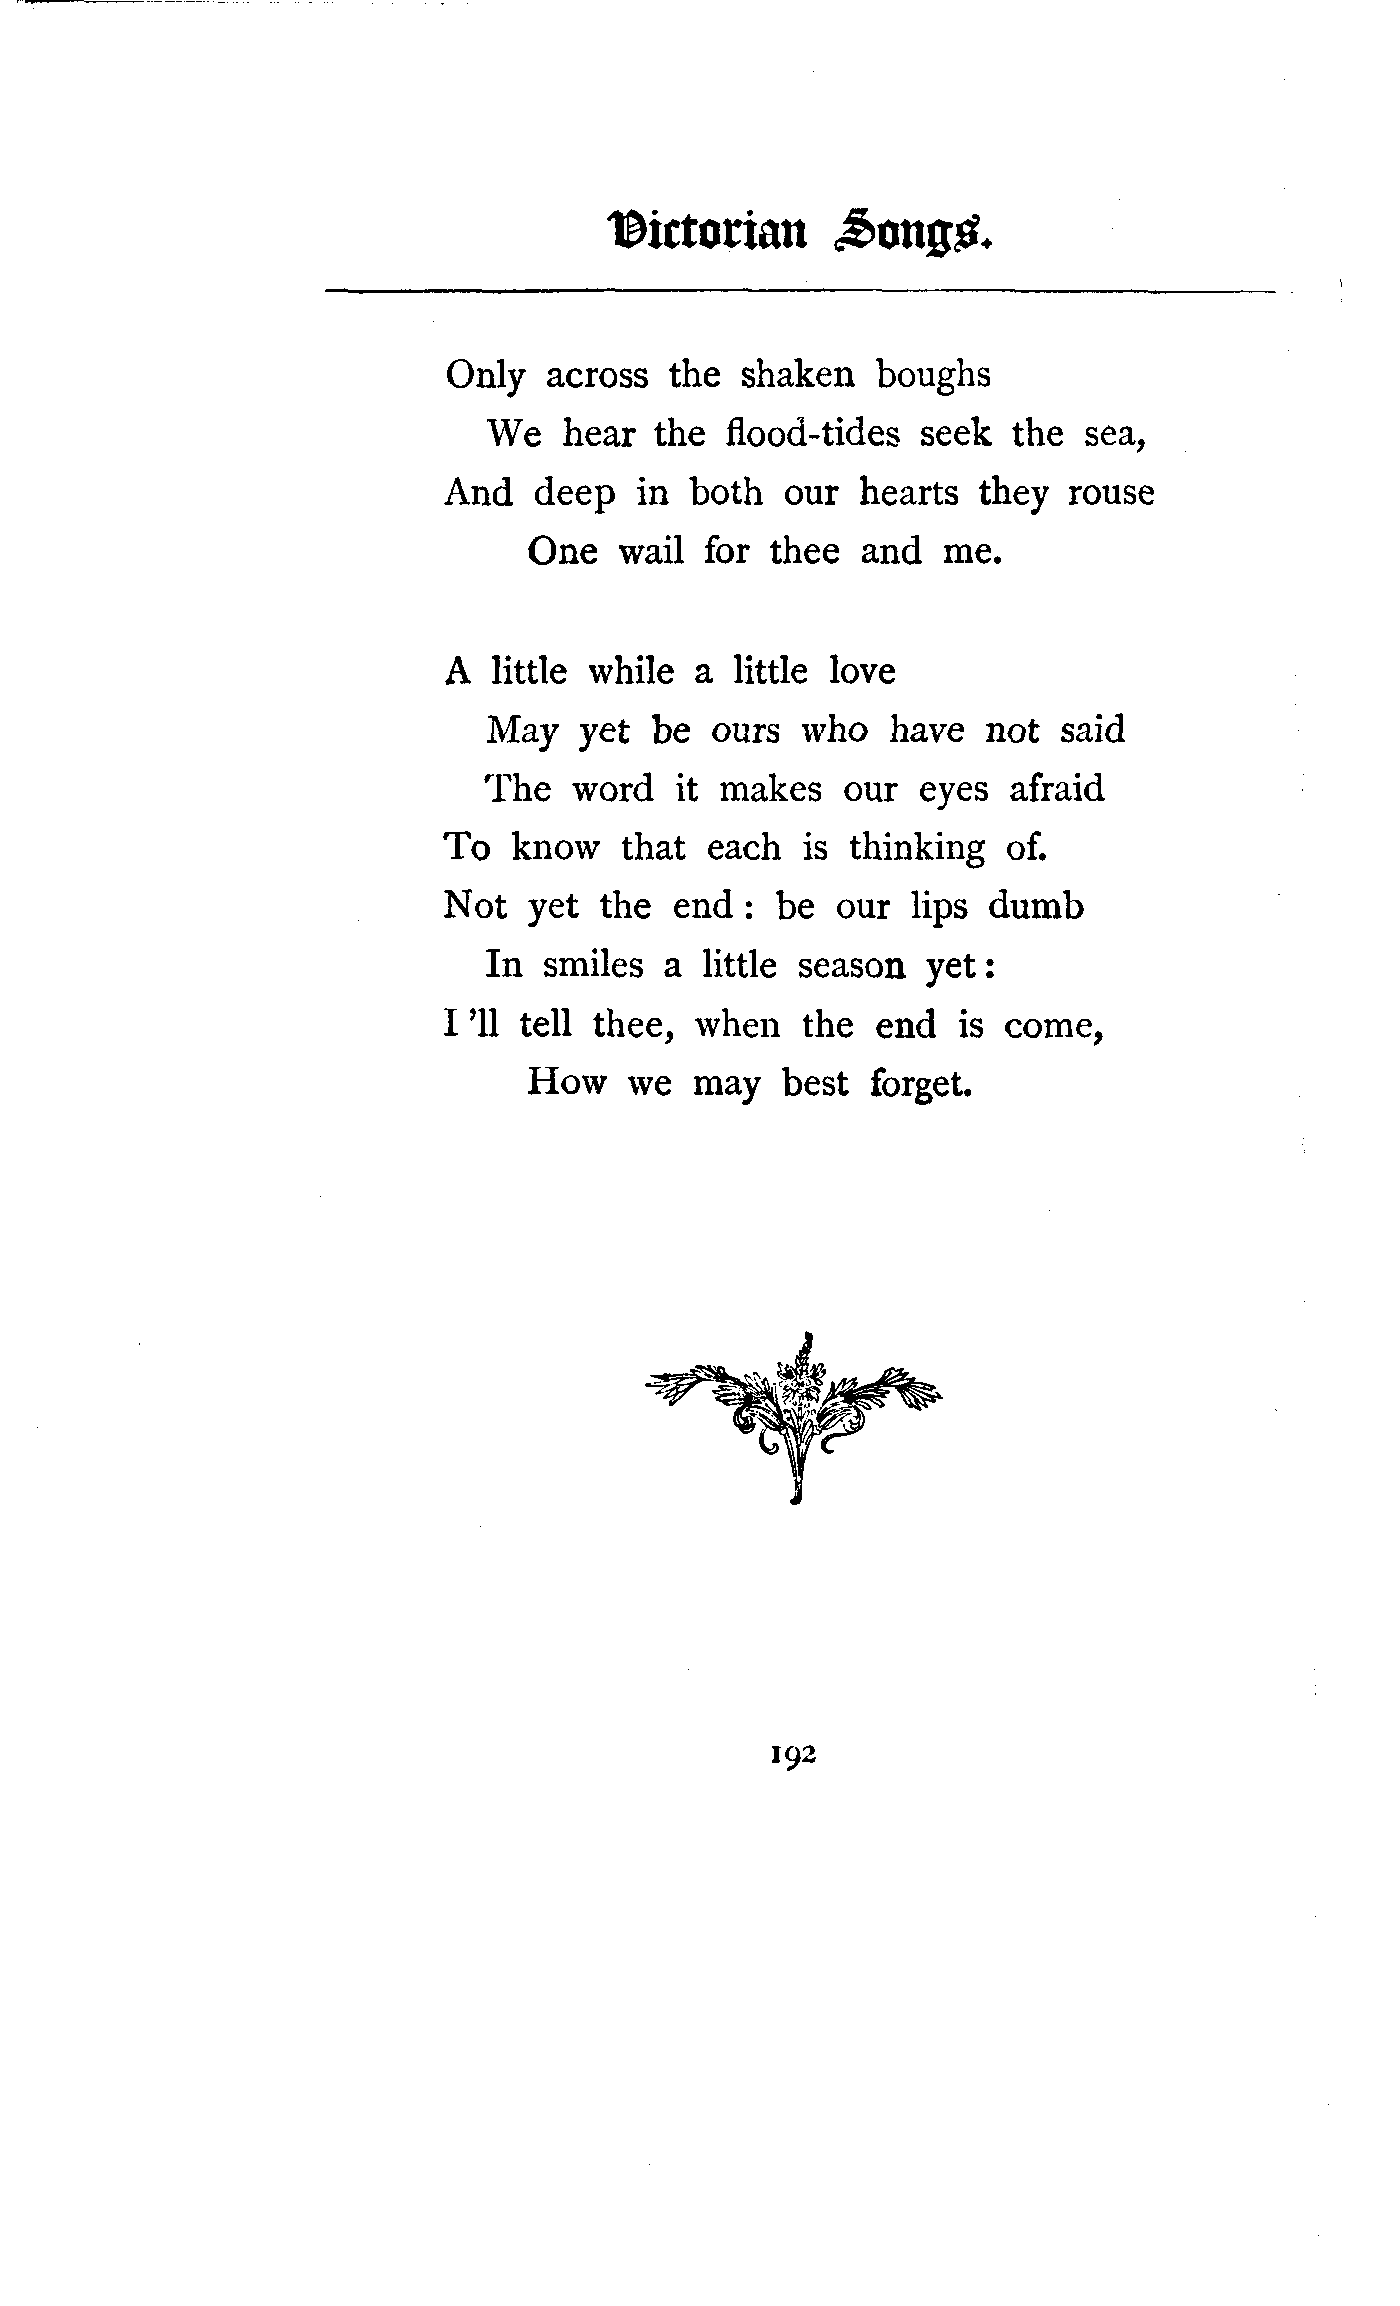 Victorian Songs.
Only across the shaken boughs
We hear the flood-tides seek the sea,
And deep in both our hearts they rouse
One wail for thee and me.
A little while a little love
May yet be ours who have not said
The word it makes our eyes afraid
To know that each is thinking of.
Not yet the end : be our lips dumb
In smiles a little season yet :
I 'll tell thee, when the end is come,
How we may best forget.
192